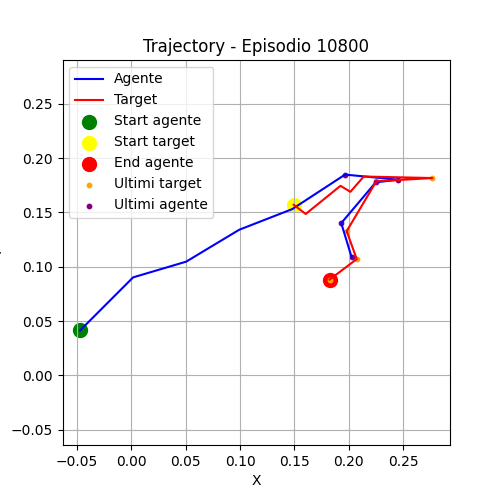 Trajectory - Episodio 10800
Agente
Target
Start agente
Start target
End agente
Ultimi target
Ultimi agente
0.25
0.20
0.15
0.10
0.05
0.00
−0.05
−0.05
0.00
0.05
0.10
0.15
0.20
0.25
X